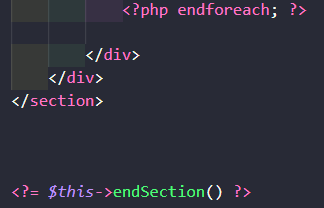 <?php endforeach; ?>
</div>
</div>
</section>
<?= $this->endSection() ?>